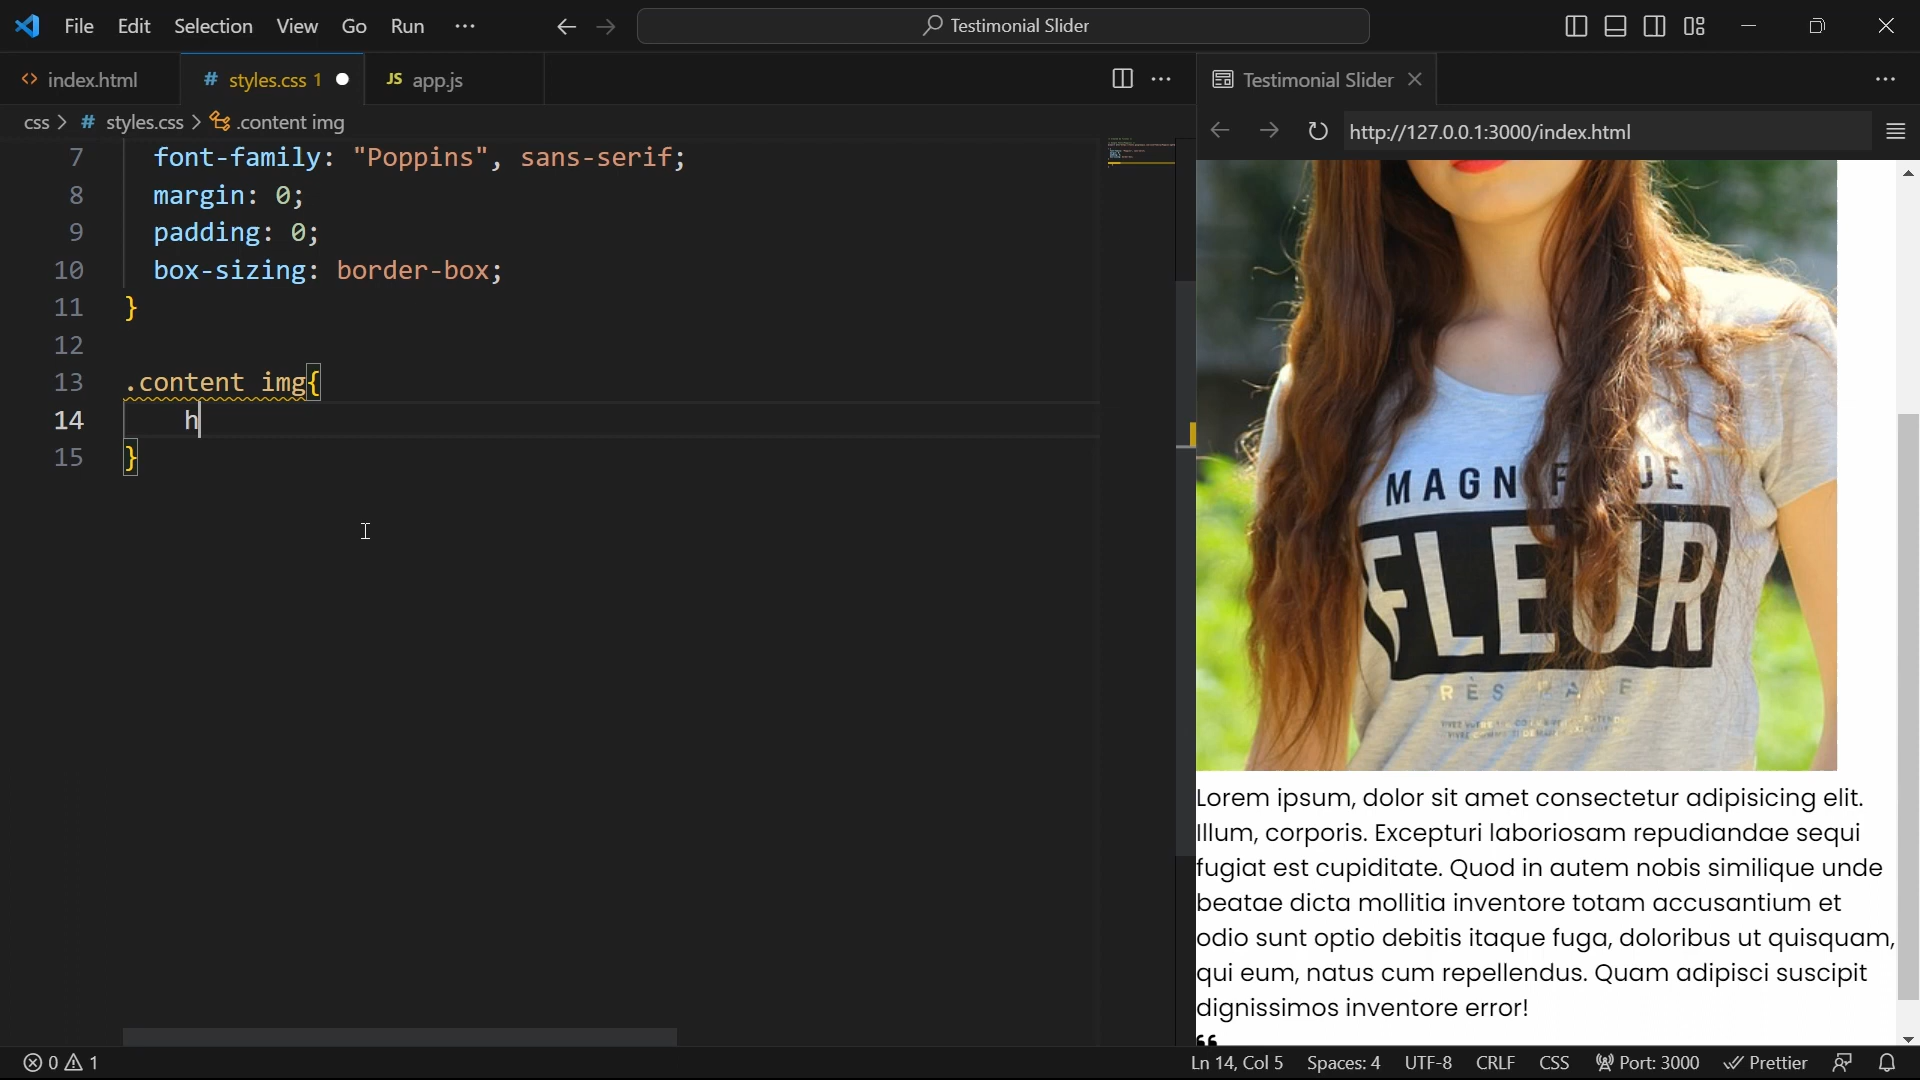 File Edit Selection View Go Run ...
Testimonial Slider
index.html
# styles.css 1
JS app.js
Testimonial Slider
css > # styles.css > .content img
http://127.0.0.1:3000/index.html
7 font-family: "Poppins", sans-serif;
8 margin: 0;
9 padding: 0;
10 box-sizing: border-box;
11 }
12
13 .content img{
14 h
15 }
FLEUR
Lorem ipsum, dolor sit amet consectetur adipisicing elit.
Illum, corporis. Excepturi laboriosam repudiandae sequi
fugiat est cupiditate. Quod in autem nobis similique unde
beatae dicta mollitia inventore totam accusantium et
odio sunt optio debitis itaque fuga, doloribus ut quisquam,
qui eum, natus cum repellendus. Quam adipisci suscipit
dignissimos inventore error!
0 1
Ln 14, Col 5 Spaces: 4 UTF-8 CRLF CSS Port: 3000 Prettier